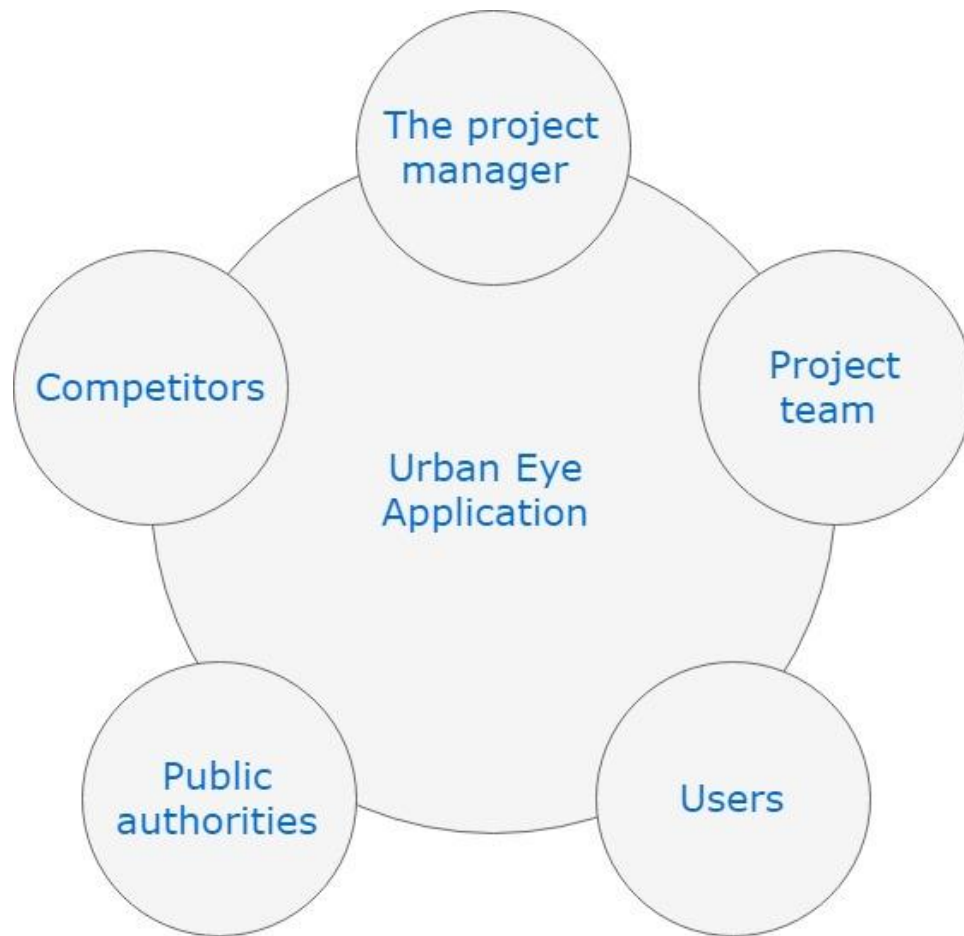 The project
manager
Competitors
Project
team
Urban Eye
Application
Public
authorities
Users